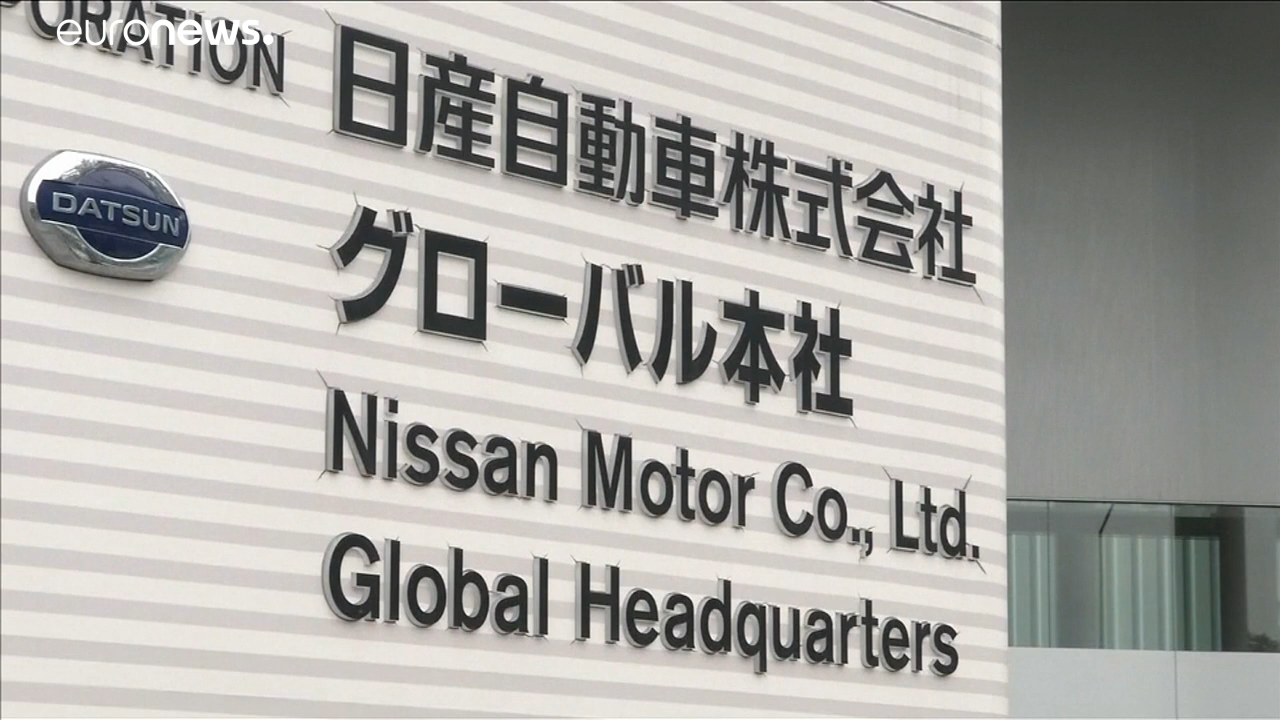 euronews.
ORATION
DATSUN
日産自動車株式会社
グローバル本社
Nissan Motor Co., Ltd.
Global Headquarters